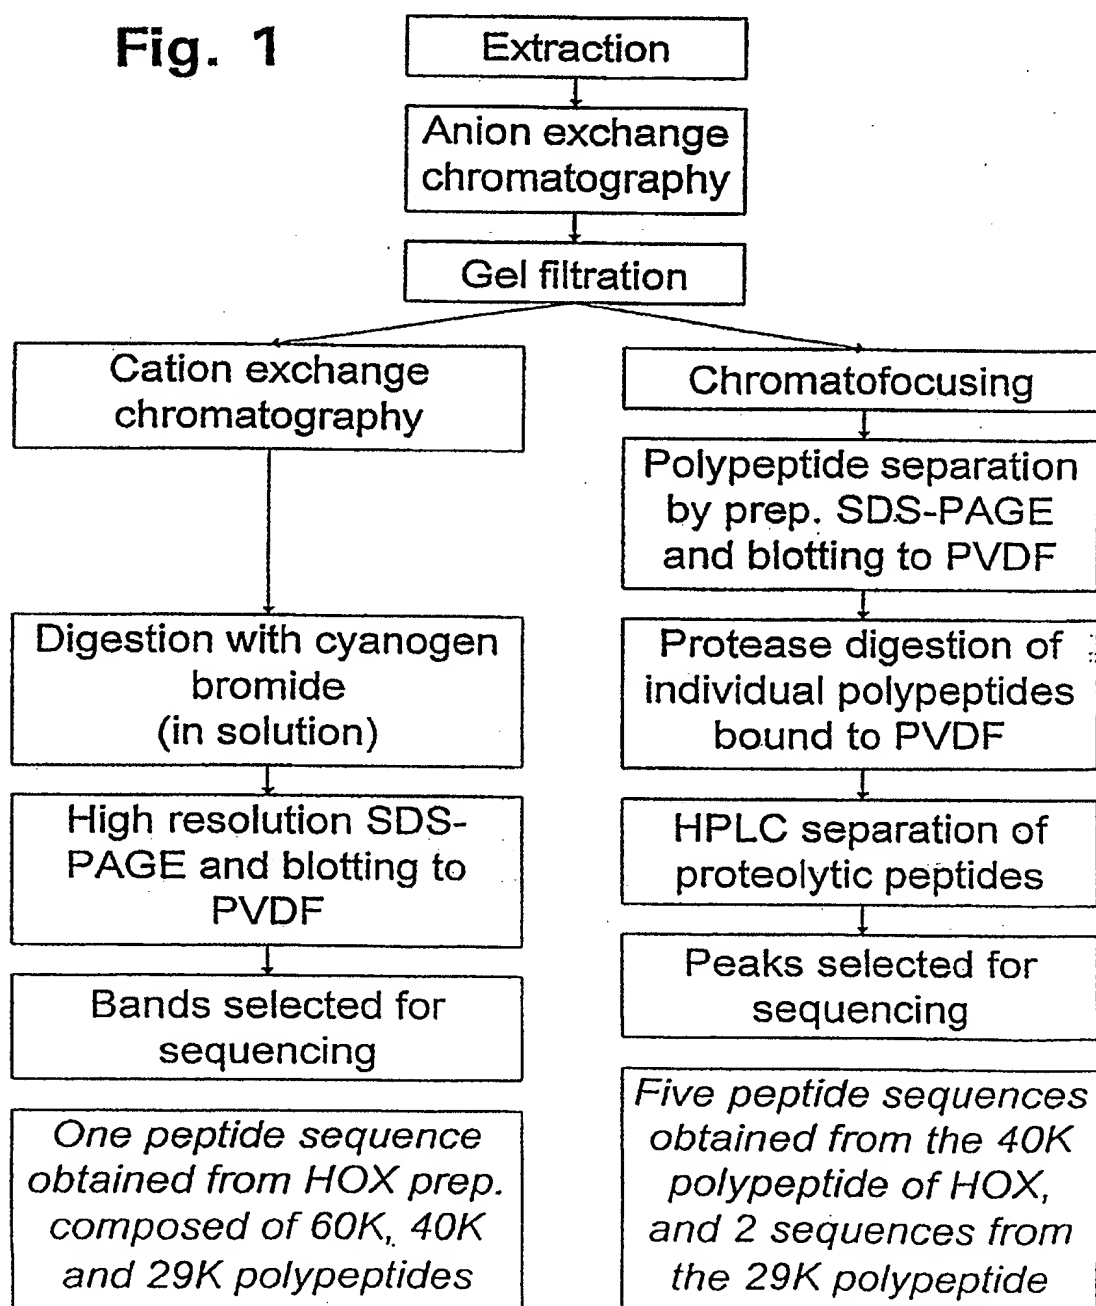 Fig. 1
Extraction
Anion exchange
chromatography
Gel filtration
Cation exchange
chromatography
Digestion with cyanogen
bromide
(in solution)
High resolution SDS-
PAGE and blotting to
PVDF
Bands selected for
sequencing
One peptide sequence
obtained from HOX prep.
composed of 60K, 40K
and 29K polypeptides
Chromatofocusing
Polypeptide separation
by prep. SDS-PAGE
and blotting to PVDF
Protease digestion of
individual polypeptides
bound to PVDF
HPLC separation of
proteolytic peptides
Peaks selected for
sequencing
Five peptide sequences
obtained from the 40K
polypeptide of HOX,
and 2 sequences from
the 29K polypeptide